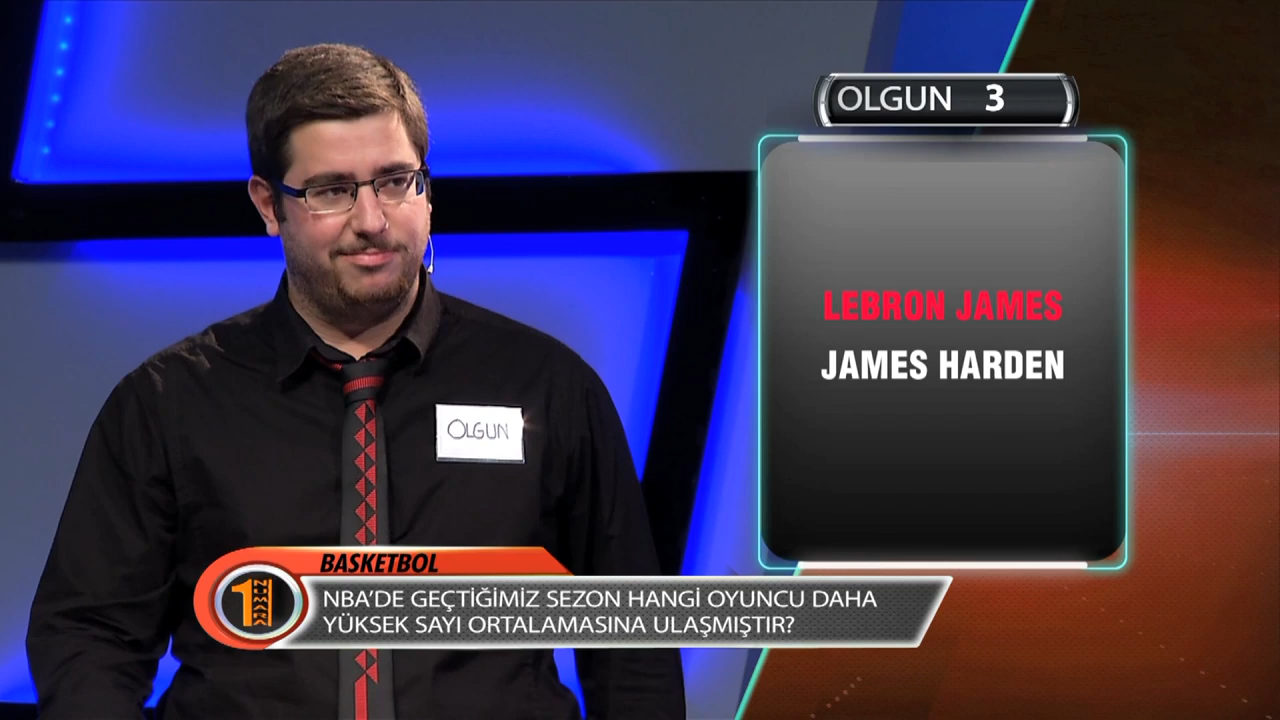 OLGUN 3
LEBRON JAMES
JAMES HARDEN
OLGUN
BASKETBOL
1 NUMARA
NBA'DE GEÇTİĞİMİZ SEZON HANGİ OYUNCU DAHA
YÜKSEK SAYI ORTALAMASINA ULAŞMIŞTIR?